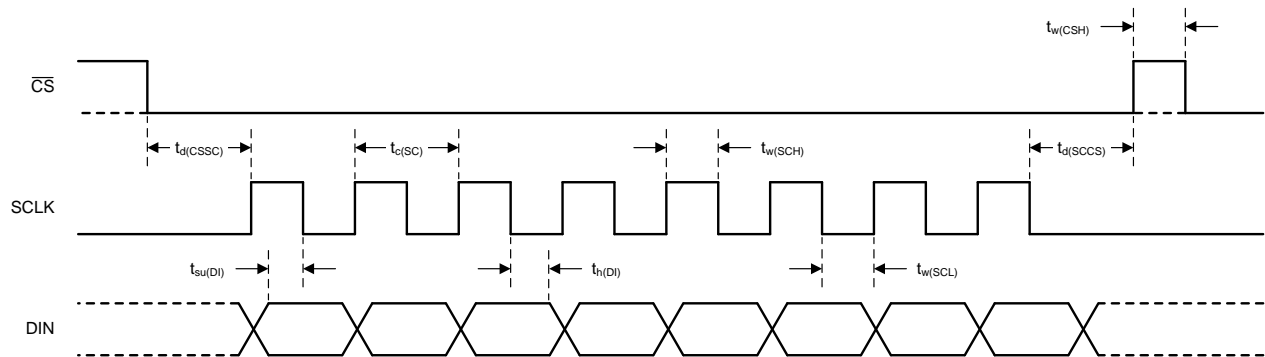 tw(CSH)
CS
td(CSSC)
tc(SC)
tw(SCH)
td(SCCS)
SCLK
tsu(DI)
th(DI)
tw(SCL)
DIN